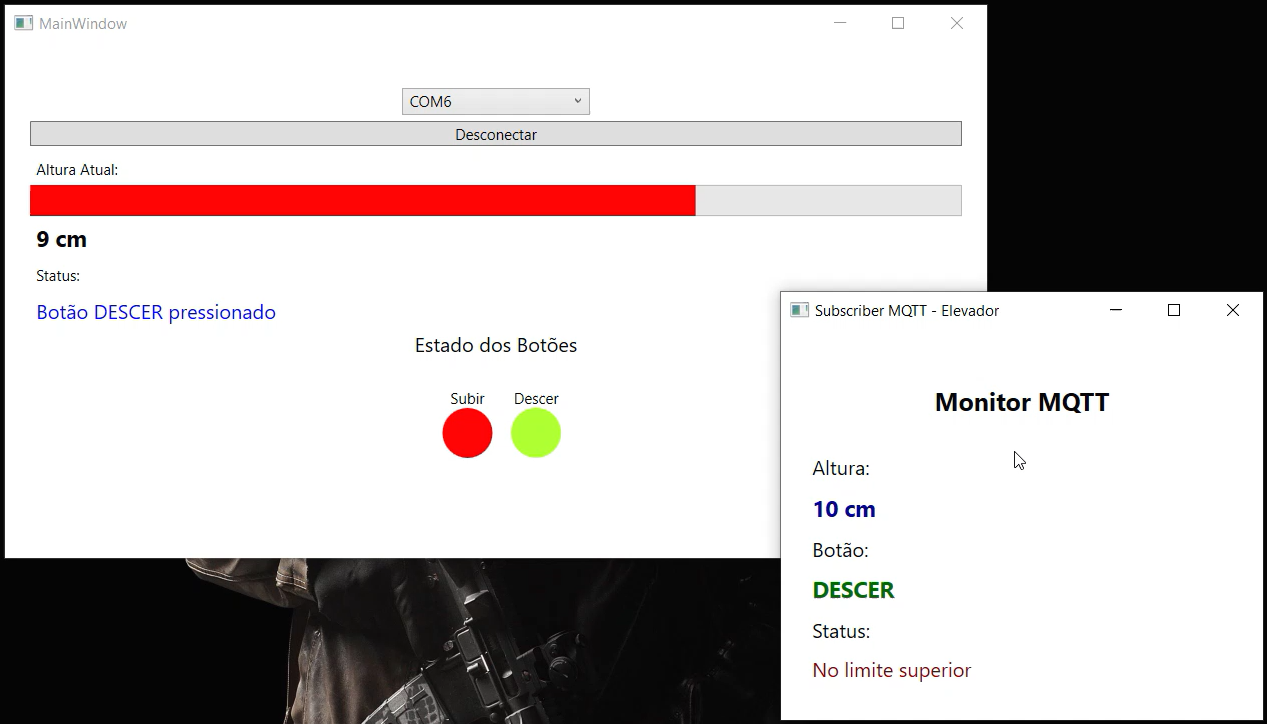 MainWindow
COM6
Desconectar
Altura Atual:
9 cm
Status:
Botão DESCER pressionado
Estado dos Botões
Subir
Descer
Subscriber MQTT - Elevador
Monitor MQTT
Altura:
10 cm
Botão:
DESCER
Status:
No limite superior